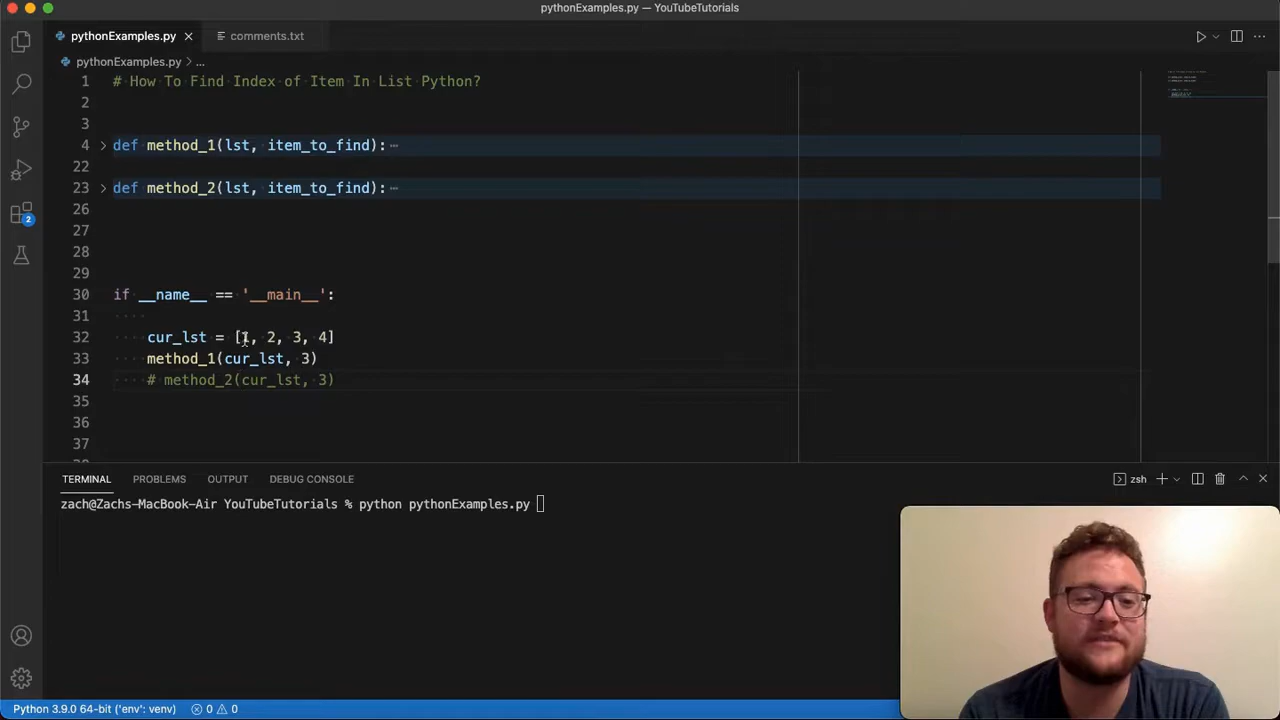 pythonExamples.py — YouTubeTutorials
pythonExamples.py
comments.txt
pythonExamples.py > ...
1 # How To Find Index of Item In List Python?
2
3
4 def method_1(lst, item_to_find):
22
23 def method_2(lst, item_to_find):
26
27
28
29
30 if __name__ == '__main__':
31
32 cur_lst = [1, 2, 3, 4]
33 method_1(cur_lst, 3)
34 # method_2(cur_lst, 3)
35
36
37
2
TERMINAL PROBLEMS OUTPUT DEBUG CONSOLE
zsh
zach@Zachs-MacBook-Air YouTubeTutorials % python pythonExamples.py
Python 3.9.0 64-bit ('env': venv) 0 0